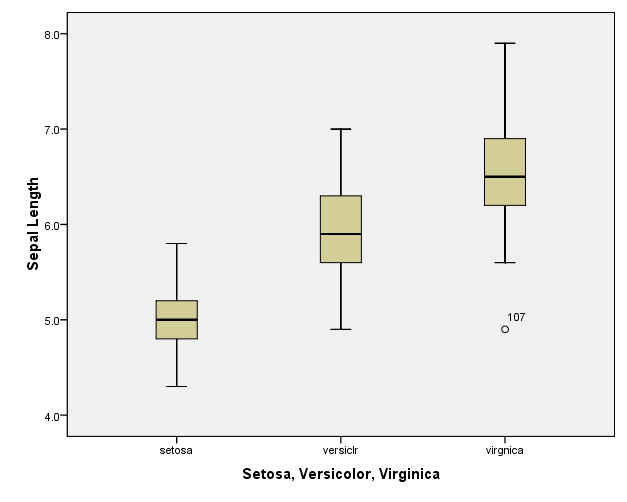 8.0
7.0
6.0
5.0
4.0
Sepal Length
107
setosa versiclr virgnica
Setosa, Versicolor, Virginica